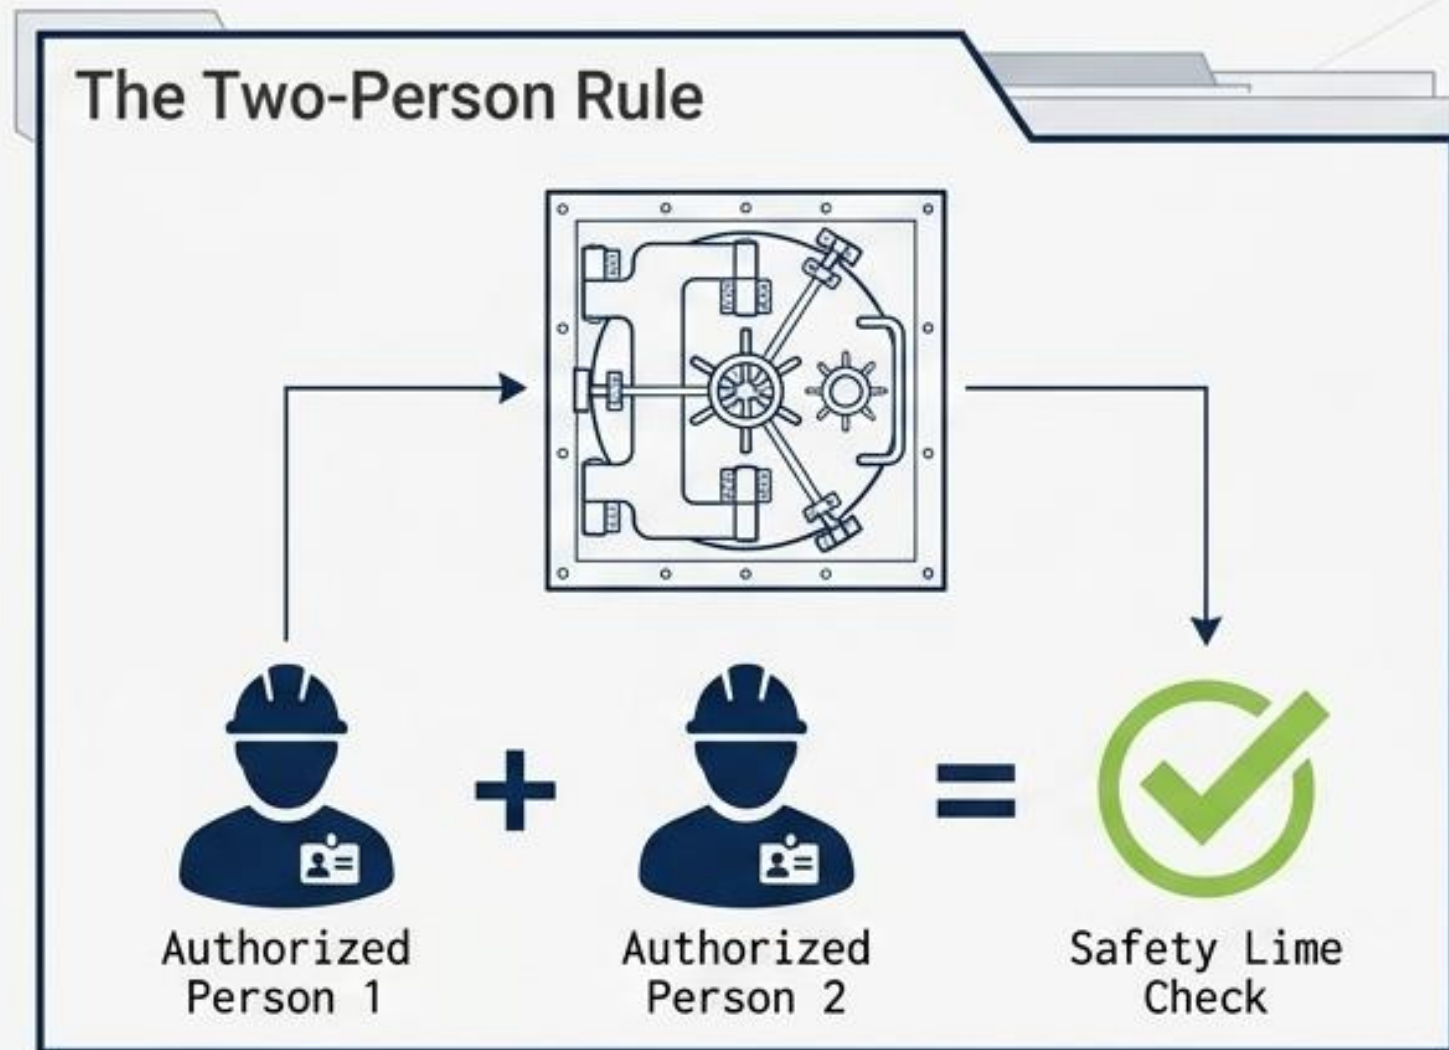 The Two-Person Rule
Authorized
Person 1
Authorized
Person 2
Safety Lime
Check